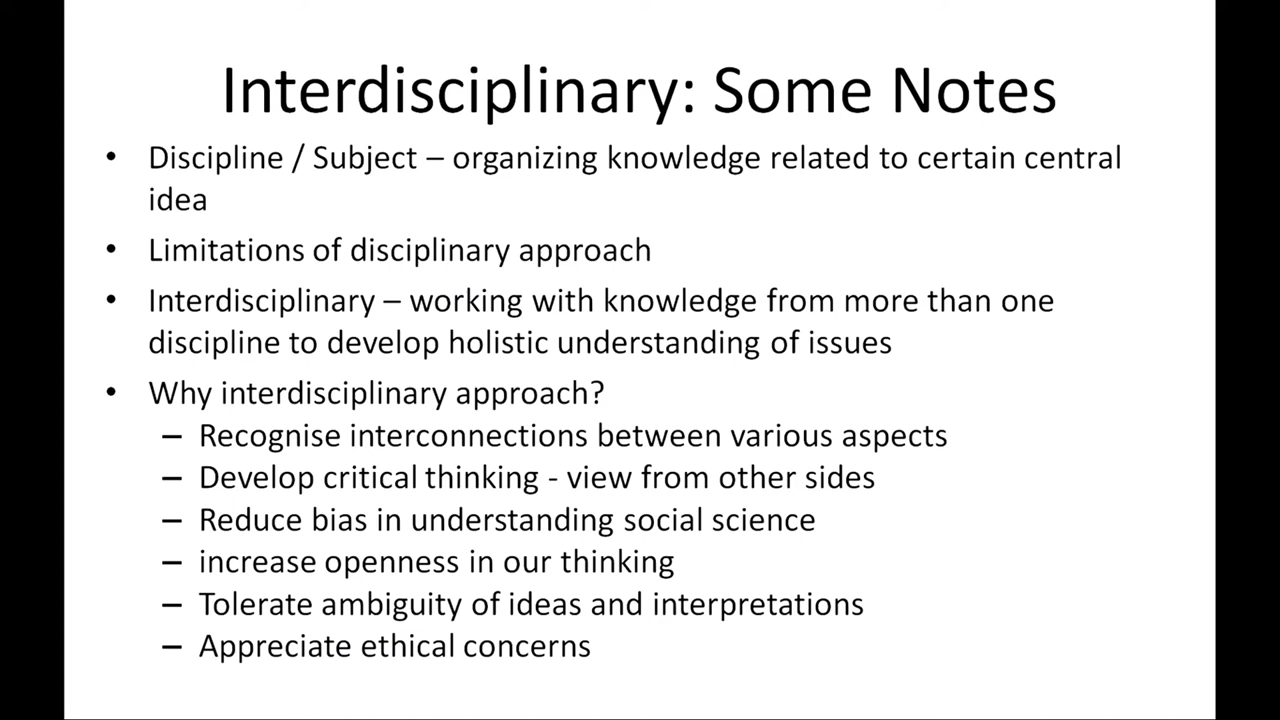 Interdisciplinary: Some Notes
• Discipline / Subject – organizing knowledge related to certain central
idea
• Limitations of disciplinary approach
• Interdisciplinary – working with knowledge from more than one
discipline to develop holistic understanding of issues
• Why interdisciplinary approach?
– Recognise interconnections between various aspects
– Develop critical thinking - view from other sides
– Reduce bias in understanding social science
– increase openness in our thinking
– Tolerate ambiguity of ideas and interpretations
– Appreciate ethical concerns